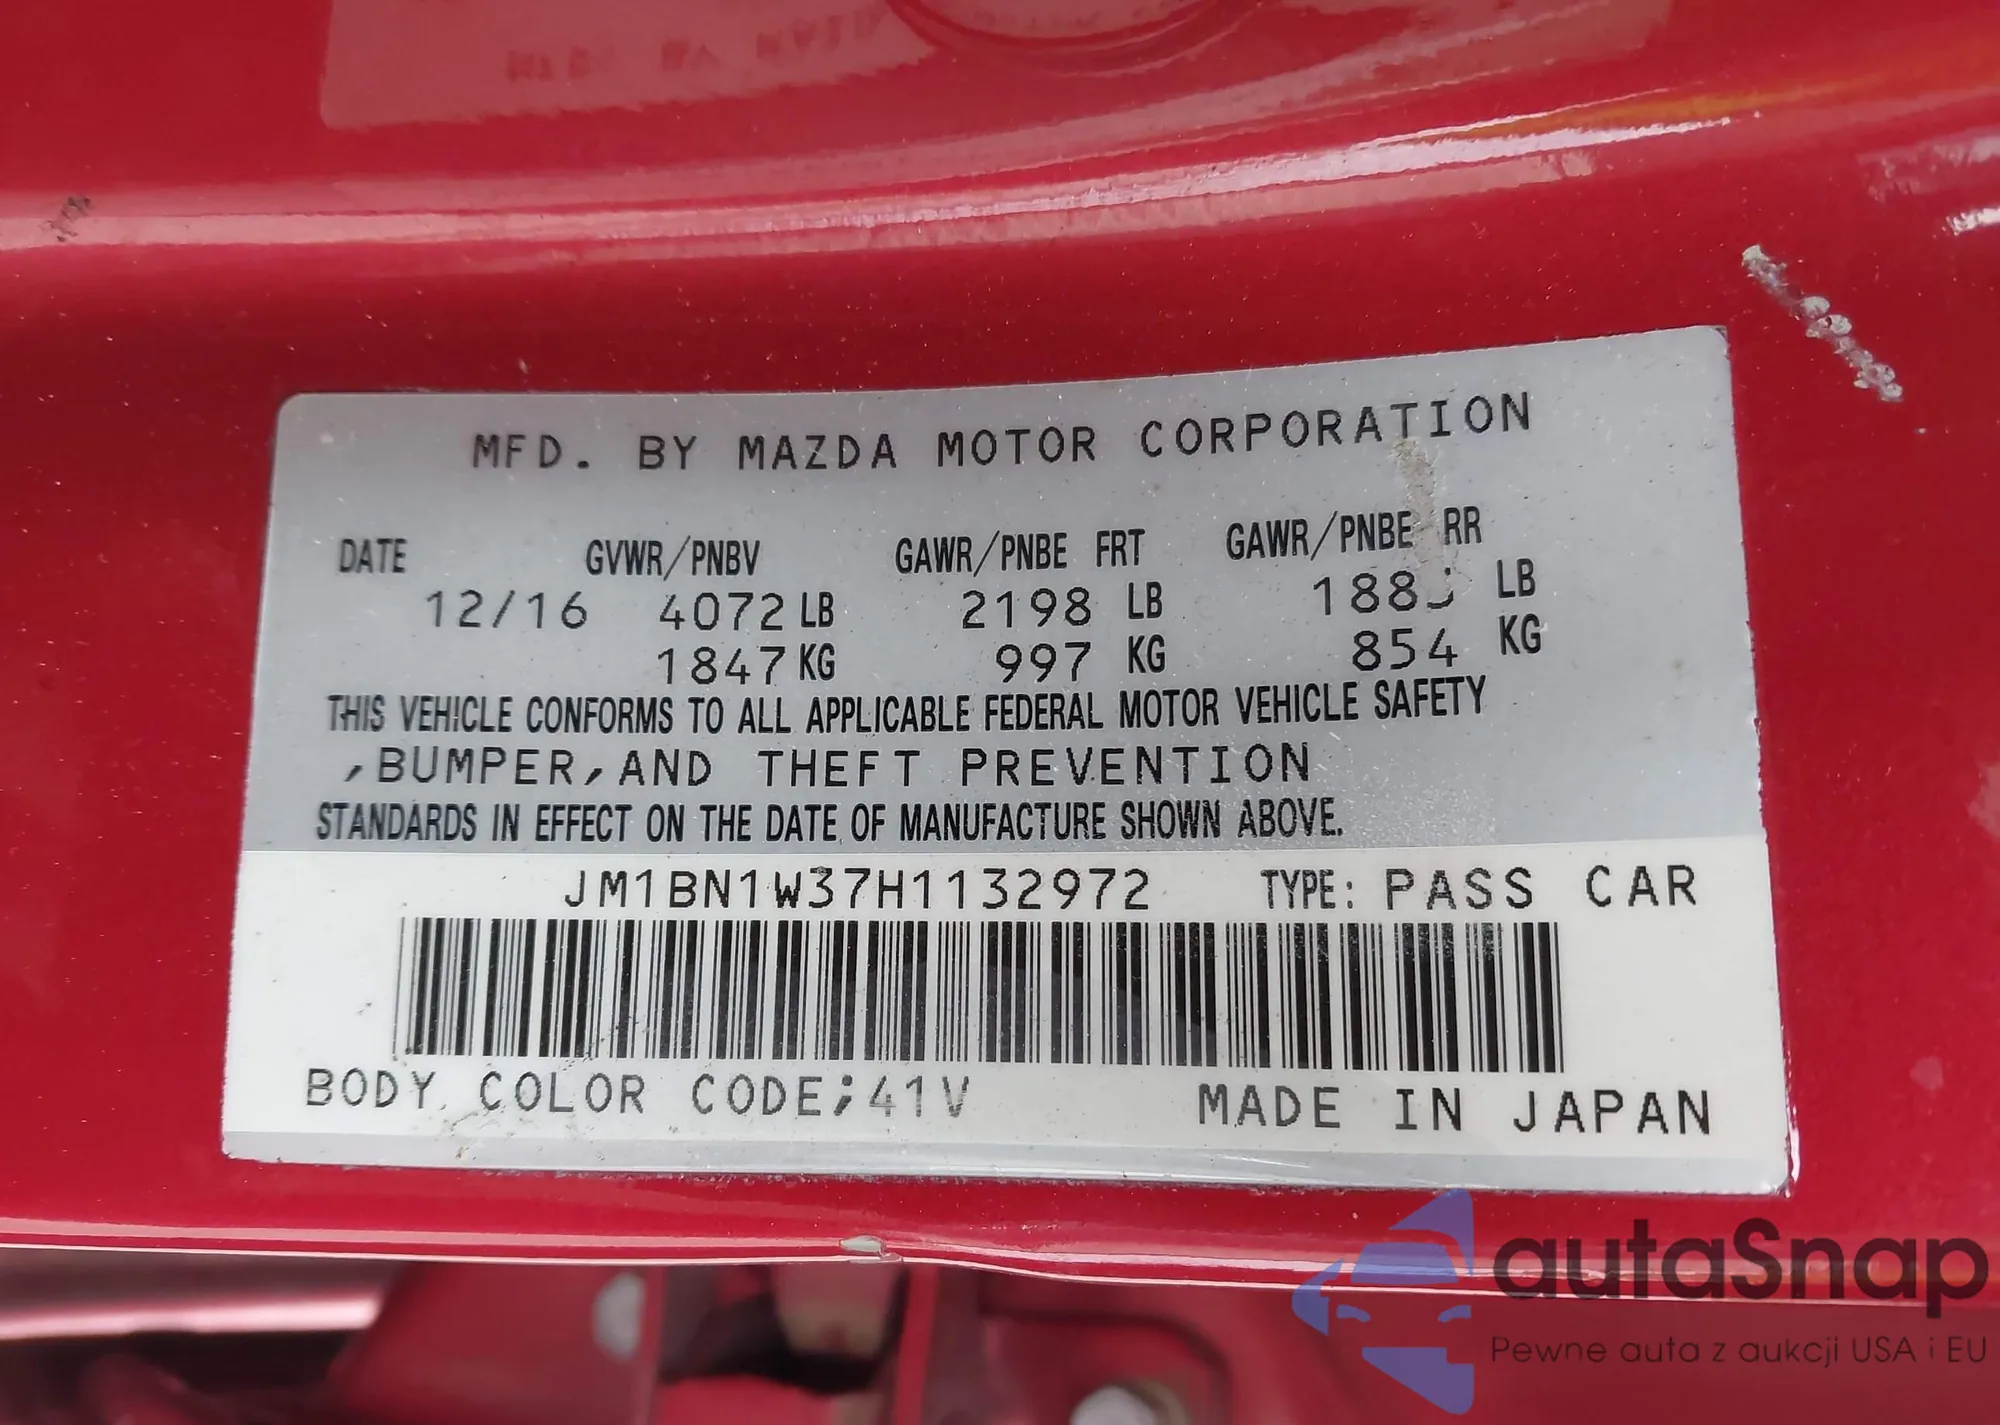 MFD. BY MAZDA MOTOR CORPORATION
DATE GVWR/PNBV GAWR/PNBE FRT GAWR/PNBE RR
12/16 4072 LB 2198 LB LB
1847 KG 997 KG 854 KG
THIS VEHICLE CONFORMS TO ALL APPLICABLE FEDERAL MOTOR VEHICLE SAFETY
,BUMPER,AND THEFT PREVENTION
STANDARDS IN EFFECT ON THE DATE OF MANUFACTURE SHOWN ABOVE.
JM1BN1W37H1132972 TYPE: PASS CAR
BODY COLOR CODE;41V MADE IN JAPAN
autaSnap
Pewne auta z aukcji USA i EU